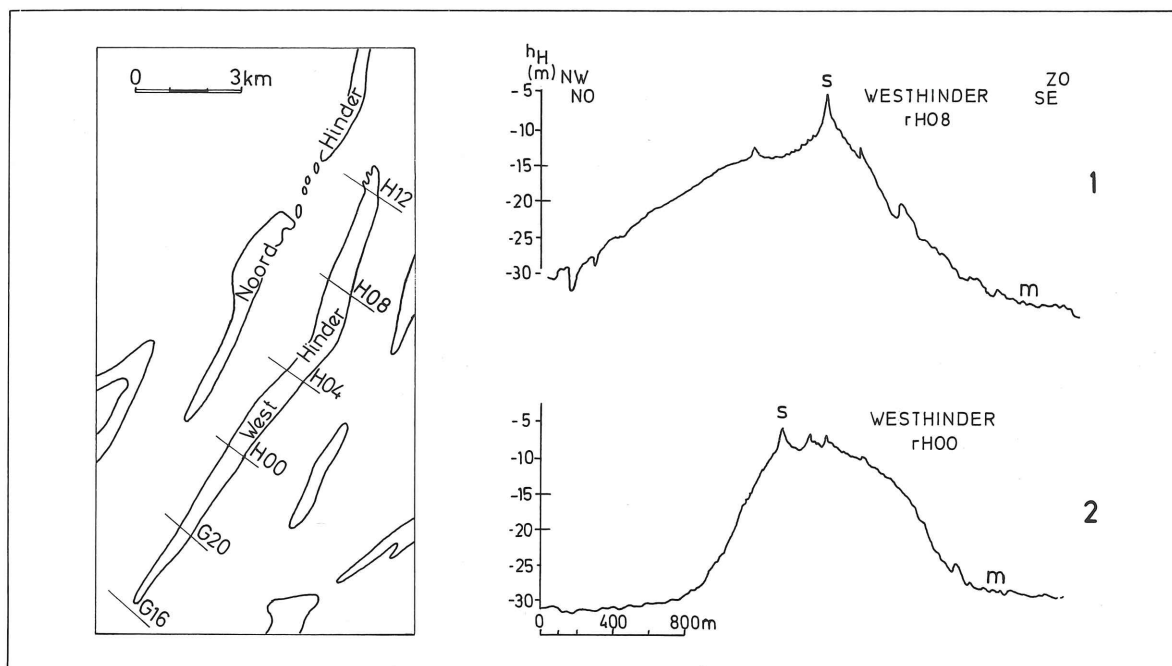 0 3km
Hinder
Noord
H12
H08
Hinder
H04
West
H00
G20
G16
hH
(m) NW
NO
ZO
SE
S
WESTHINDER
rH08
-5
-10
-15
-20
-25
-30
m
1
S
WESTHINDER
rH00
-5
-10
-15
-20
-25
-30
m
2
0 400 800m